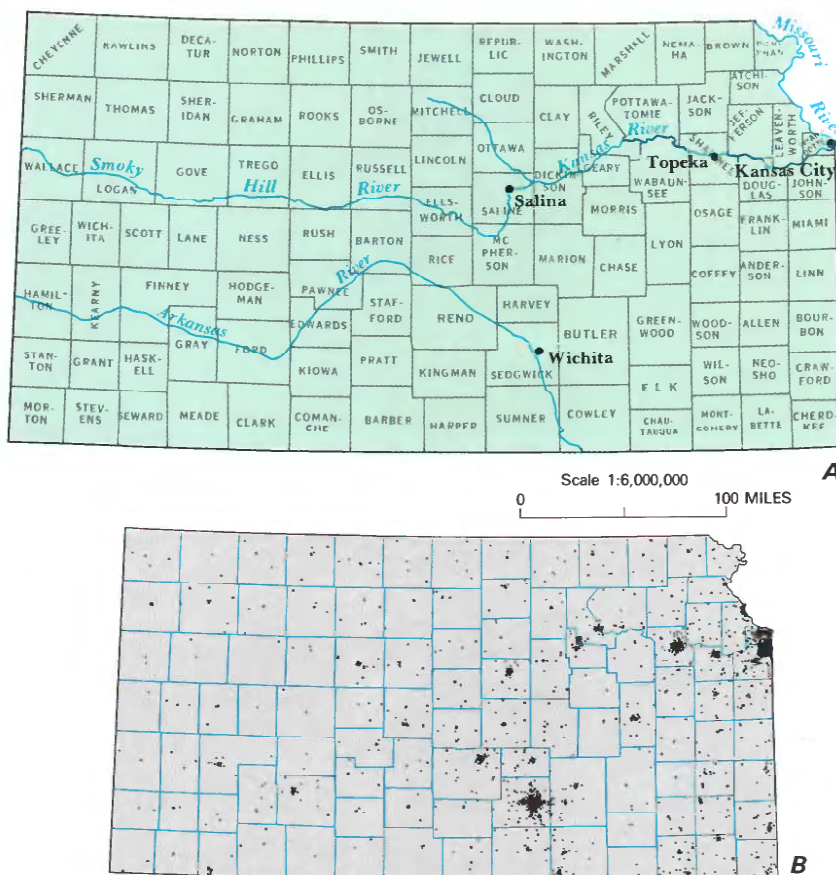 CHEYENNE
RAWLINS
DECA-
TUR
NORTON
PHILLIPS
SMITH
JEWELL
REPUB-
LIC
WASH-
INGTON
MARSHALL
NEMA-
HA
BROWN
Missouri
River
SHERMAN
THOMAS
SHER-
IDAN
GRAHAM
ROOKS
OS-
BORNE
MITCHELL
CLOUD
CLAY
RILEY
POTTAWA-
TOMIE
JACK-
SON
ATCHI-
SON
JEF-
FERSON
LEAVEN-
WORTH
WALLACE
LOGAN
Smoky
Hill
River
GOVE
TREGO
ELLIS
RUSSELL
LINCOLN
OTTAWA
DICKIN-
SON
GEARY
Kansas
River
WABAUN-
SEE
SHAWNEE
Topeka
Kansas City
DOUG-
LAS
JOHN-
SON
GREE-
LEY
WICH-
ITA
SCOTT
LANE
NESS
RUSH
BARTON
ELLS-
WORTH
SALINE
Salina
MORRIS
LYON
OSAGE
FRANK-
LIN
MIAMI
HAMIL-
TON
KEARNY
FINNEY
HODGE-
MAN
PAWNEE
STAF-
FORD
RICE
MC
PHER-
SON
MARION
CHASE
COFFEY
ANDER-
SON
LINN
Arkansas
River
GRAY
FORD
EDWARDS
RENO
HARVEY
BUTLER
GREEN-
WOOD
WOOD-
SON
ALLEN
BOUR-
BON
STAN-
TON
GRANT
HASK-
ELL
KIOWA
PRATT
KINGMAN
SEDGWICK
Wichita
ELK
WIL-
SON
NEO-
SHO
CRAW-
FORD
MOR-
TON
STEV-
ENS
SEWARD
MEADE
CLARK
COMAN-
CHE
BARBER
HARPER
SUMNER
COWLEY
CHAU-
TAUQUA
MONT-
GOMERY
LA-
BETTE
CHERO-
KEE
A
Scale 1:6,000,000
0 100 MILES
B